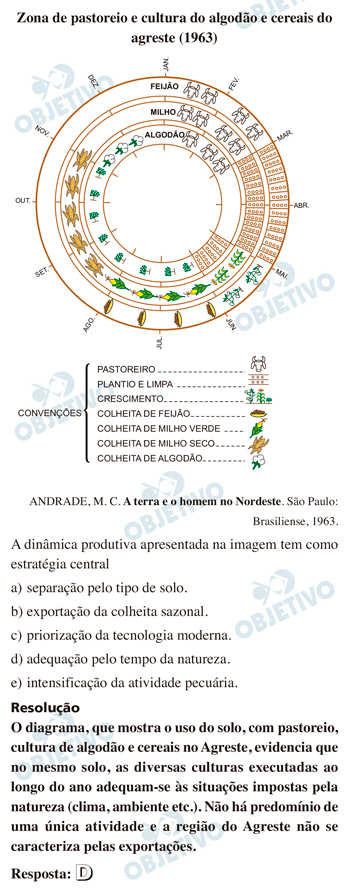 Zona de pastoreio e cultura do algodão e cereais do
agreste (1963)
JAN.
FEV.
MAR.
ABR.
MAI.
JUN.
JUL.
AGO.
SET.
OUT.
NOV.
DEZ.
FEIJÃO
MILHO
ALGODÃO
CONVENÇÕES
PASTOREIRO
PLANTIO E LIMPA
CRESCIMENTO
COLHEITA DE FEIJÃO
COLHEITA DE MILHO VERDE
COLHEITA DE MILHO SECO
COLHEITA DE ALGODÃO
ANDRADE, M. C. A terra e o homem no Nordeste. São Paulo:
Brasiliense, 1963.
A dinâmica produtiva apresentada na imagem tem como
estratégia central
a) separação pelo tipo de solo.
b) exportação da colheita sazonal.
c) priorização da tecnologia moderna.
d) adequação pelo tempo da natureza.
e) intensificação da atividade pecuária.
Resolução
O diagrama, que mostra o uso do solo, com pastoreio,
cultura de algodão e cereais no Agreste, evidencia que
no mesmo solo, as diversas culturas executadas ao
longo do ano adequam-se às situações impostas pela
natureza (clima, ambiente etc.). Não há predomínio de
uma única atividade e a região do Agreste não se
caracteriza pelas exportações.
Resposta: D
OBJETIVO
OBJETIVO
OBJETIVO
OBJETIVO
OBJETIVO
OBJETIVO
OBJETIVO
OBJETIVO